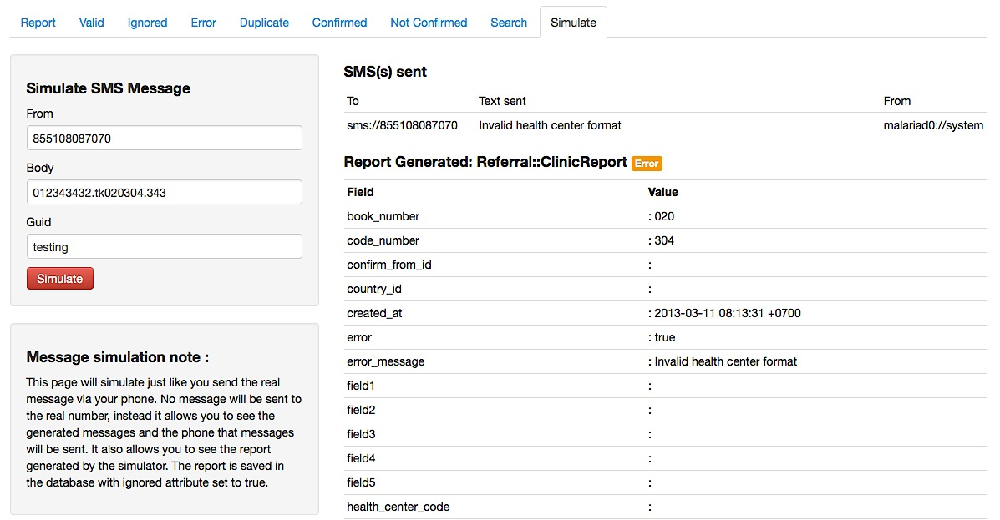 Report Valid Ignored Error Duplicate Confirmed Not Confirmed Search Simulate
Simulate SMS Message
From
855108087070
Body
012343432.tk020304.343
Guid
testing
Simulate
Message simulation note :
This page will simulate just like you send the real
message via your phone. No message will be sent to
the real number, instead it allows you to see the
generated messages and the phone that messages
will be sent. It also allows you to see the report
generated by the simulator. The report is saved in
the database with ignored attribute set to true.
SMS(s) sent
To Text sent From
sms://855108087070 Invalid health center format malariad0://system
Report Generated: Referral::ClinicReport Error
Field Value
book_number : 020
code_number : 304
confirm_from_id :
country_id :
created_at : 2013-03-11 08:13:31 +0700
error : true
error_message : Invalid health center format
field1 :
field2 :
field3 :
field4 :
field5 :
health_center_code :